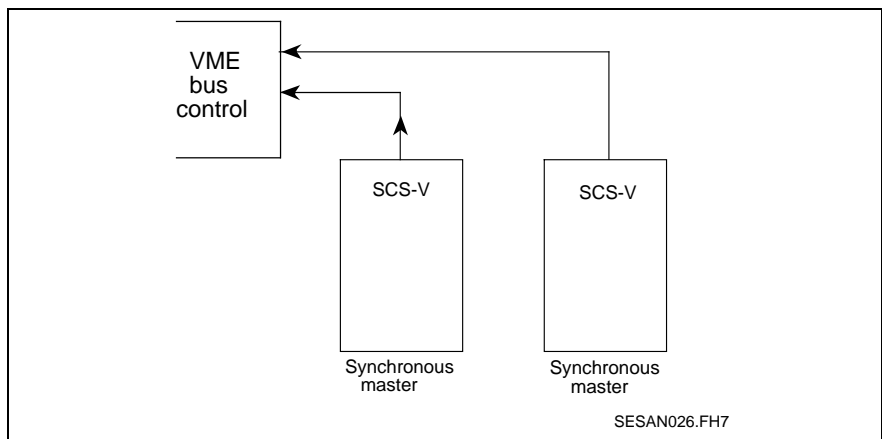 VME
bus
control
SCS-V
SCS-V
Synchronous
master
Synchronous
master
SESAN026.FH7